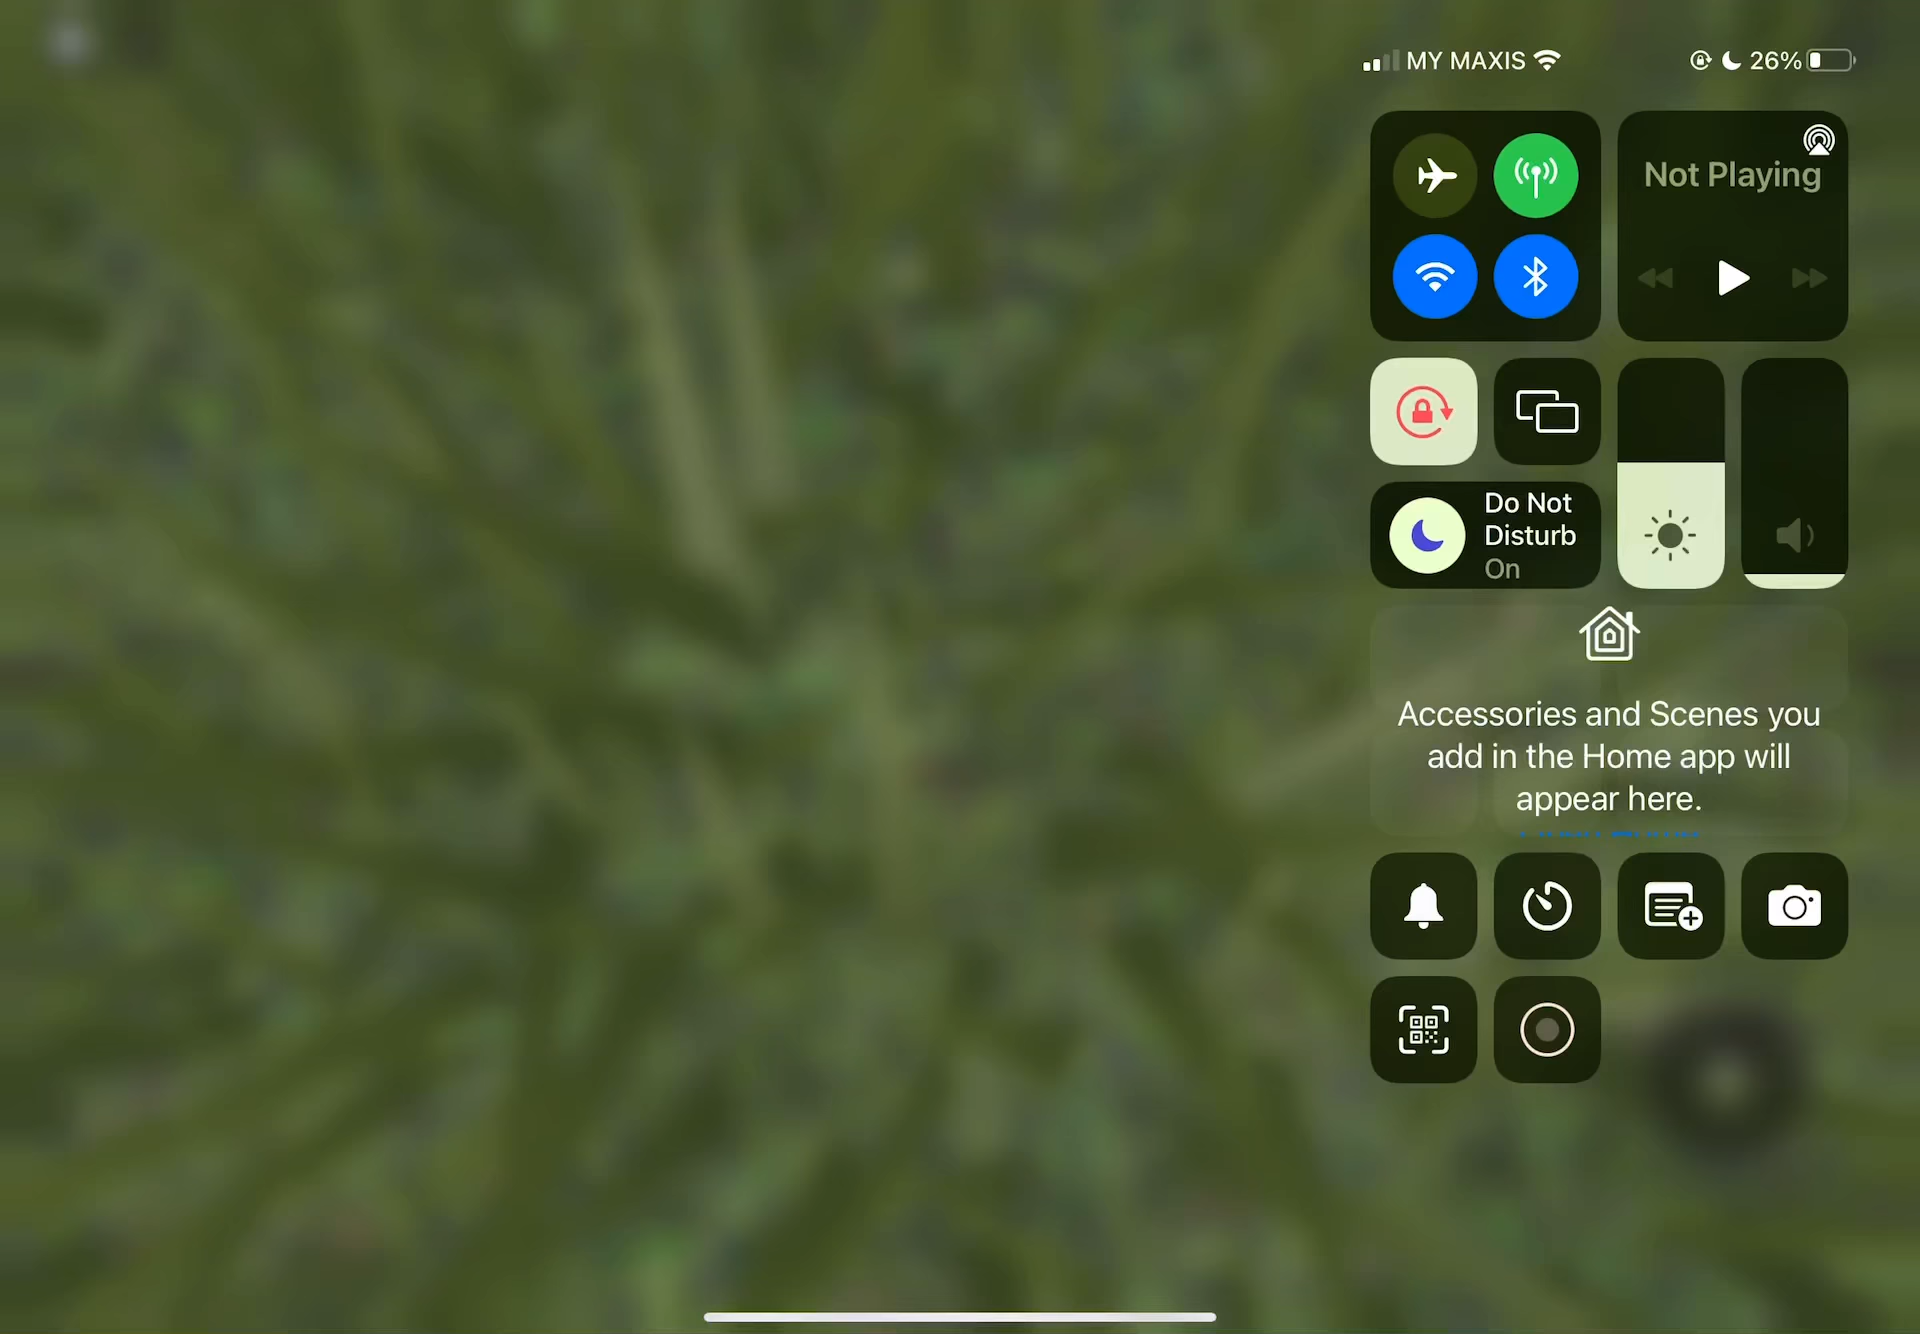 MY MAXIS
26%
Not Playing
Do Not
Disturb
On
Accessories and Scenes you
add in the Home app will
appear here.